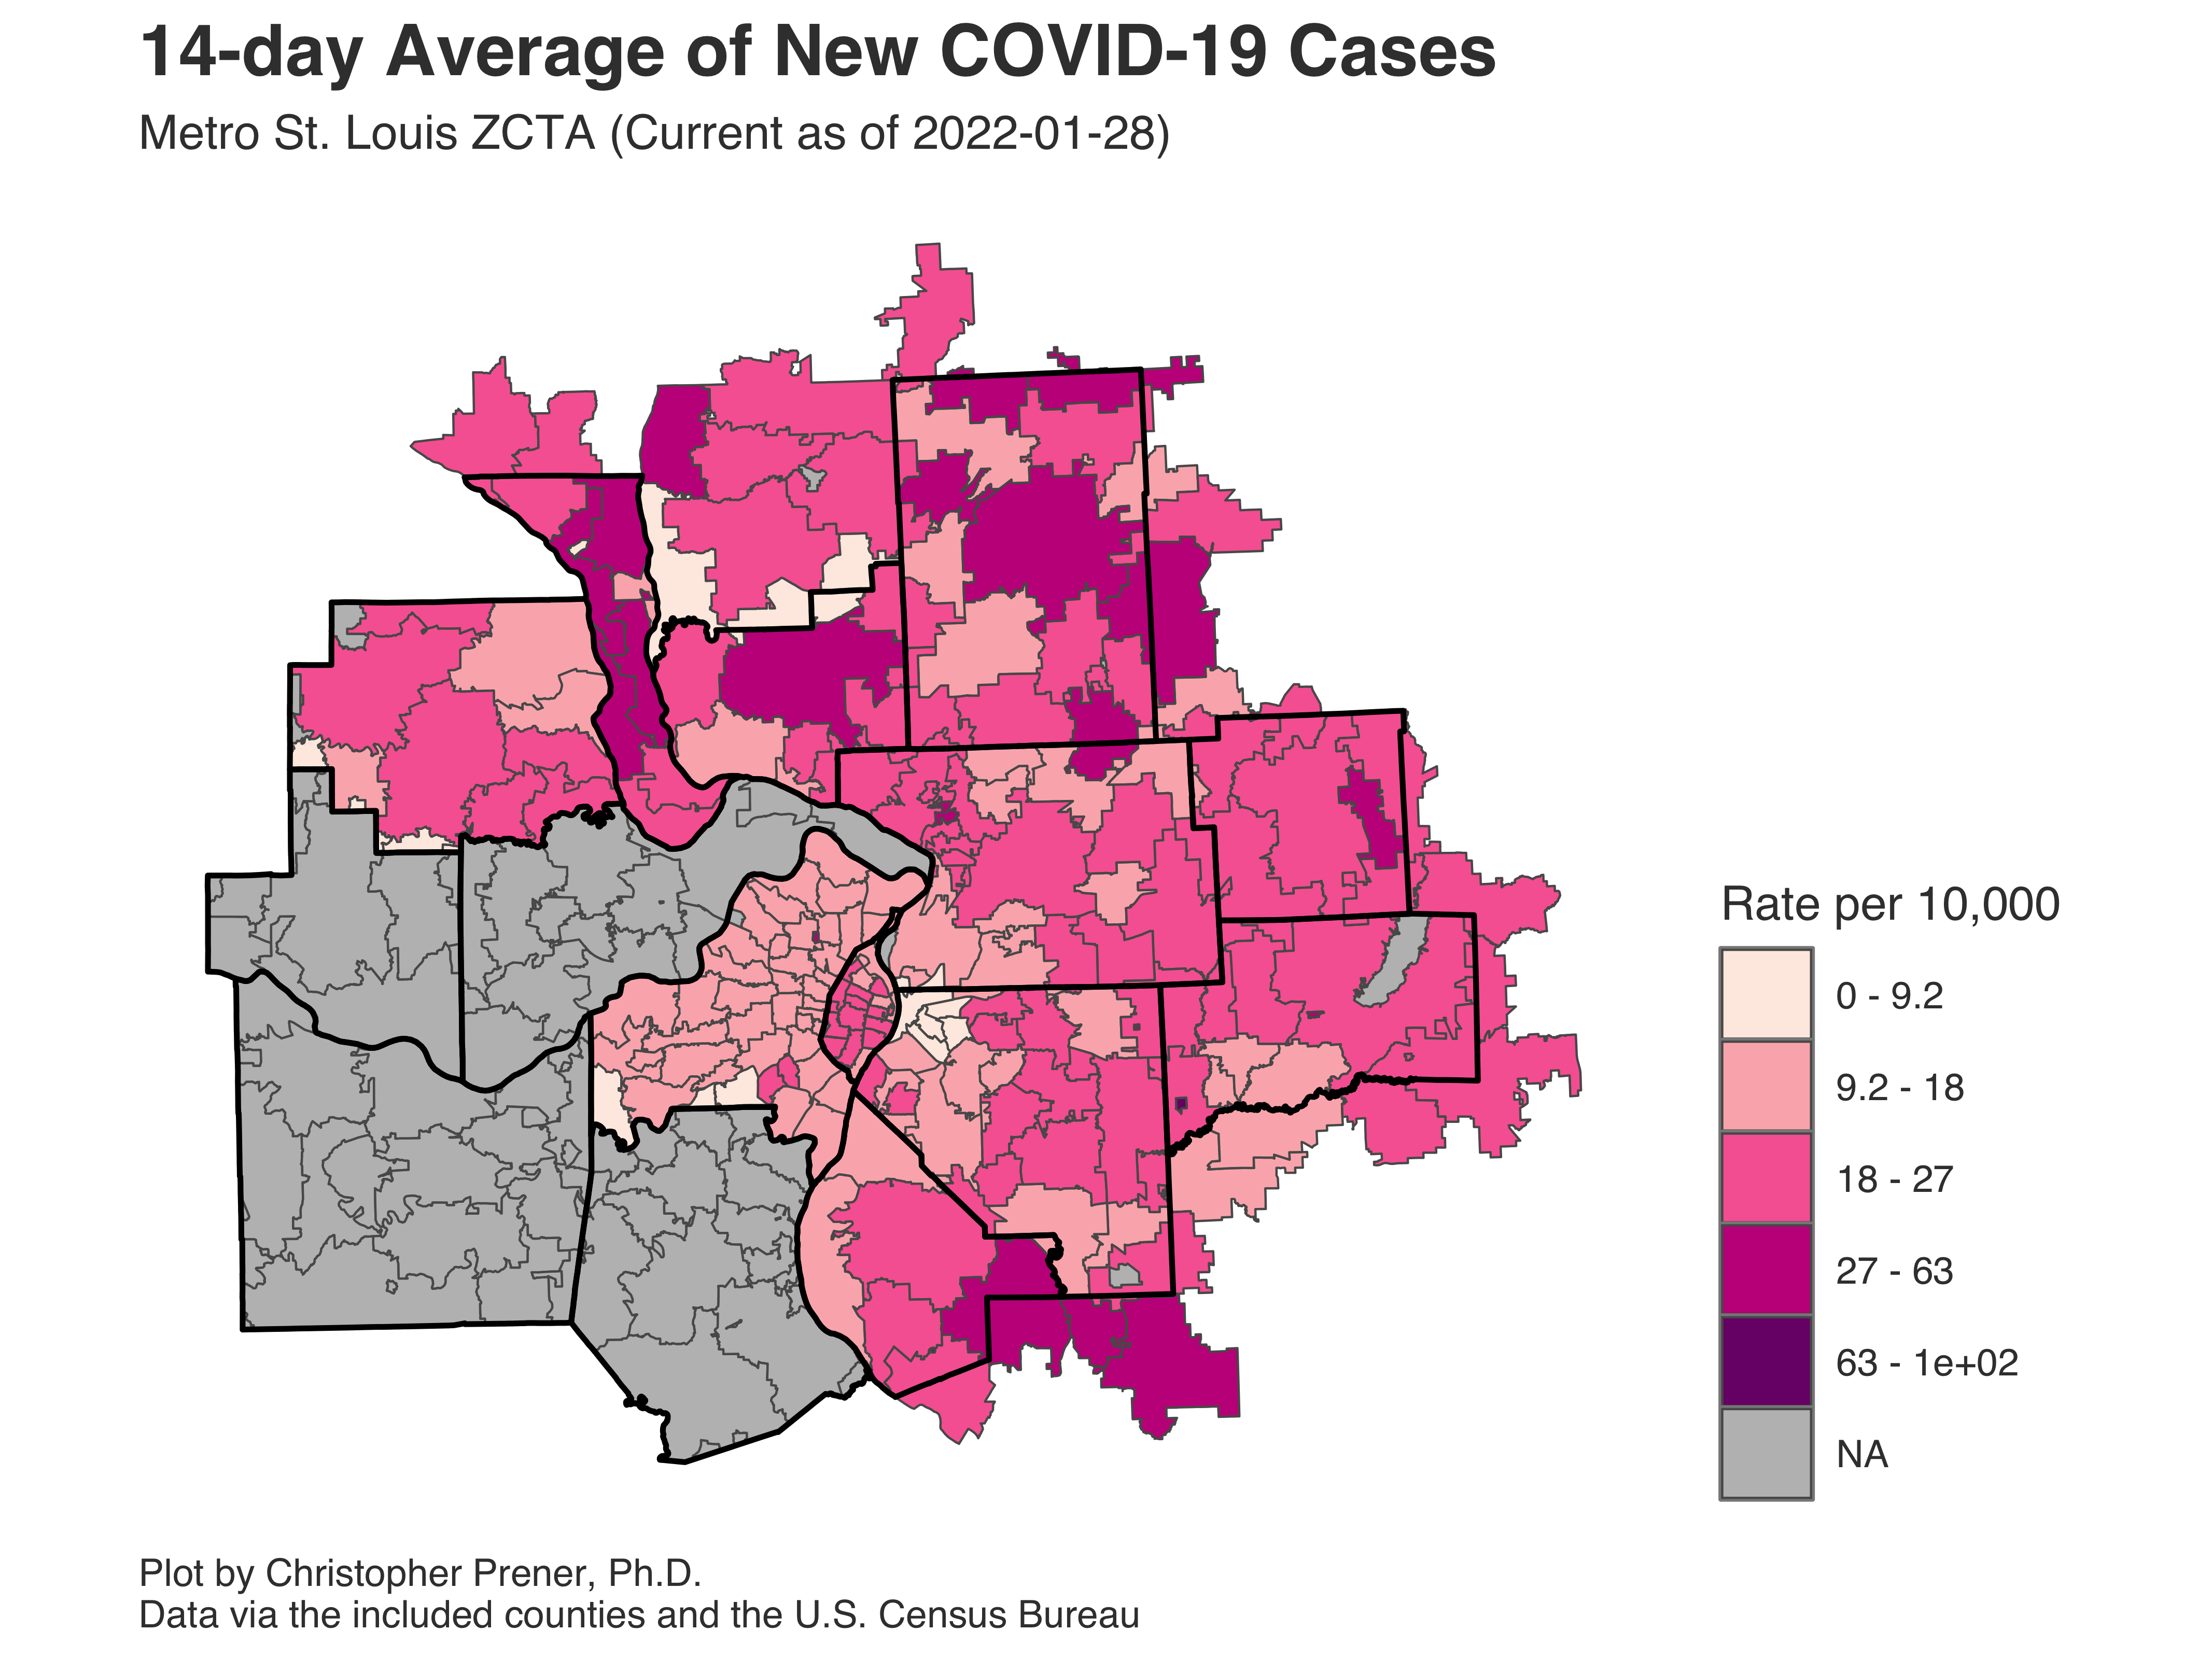 14-day Average of New COVID-19 Cases
Metro St. Louis ZCTA (Current as of 2022-01-28)
Rate per 10,000
0 - 9.2
9.2 - 18
18 - 27
27 - 63
63 - 1e+02
NA
Plot by Christopher Prener, Ph.D.
Data via the included counties and the U.S. Census Bureau